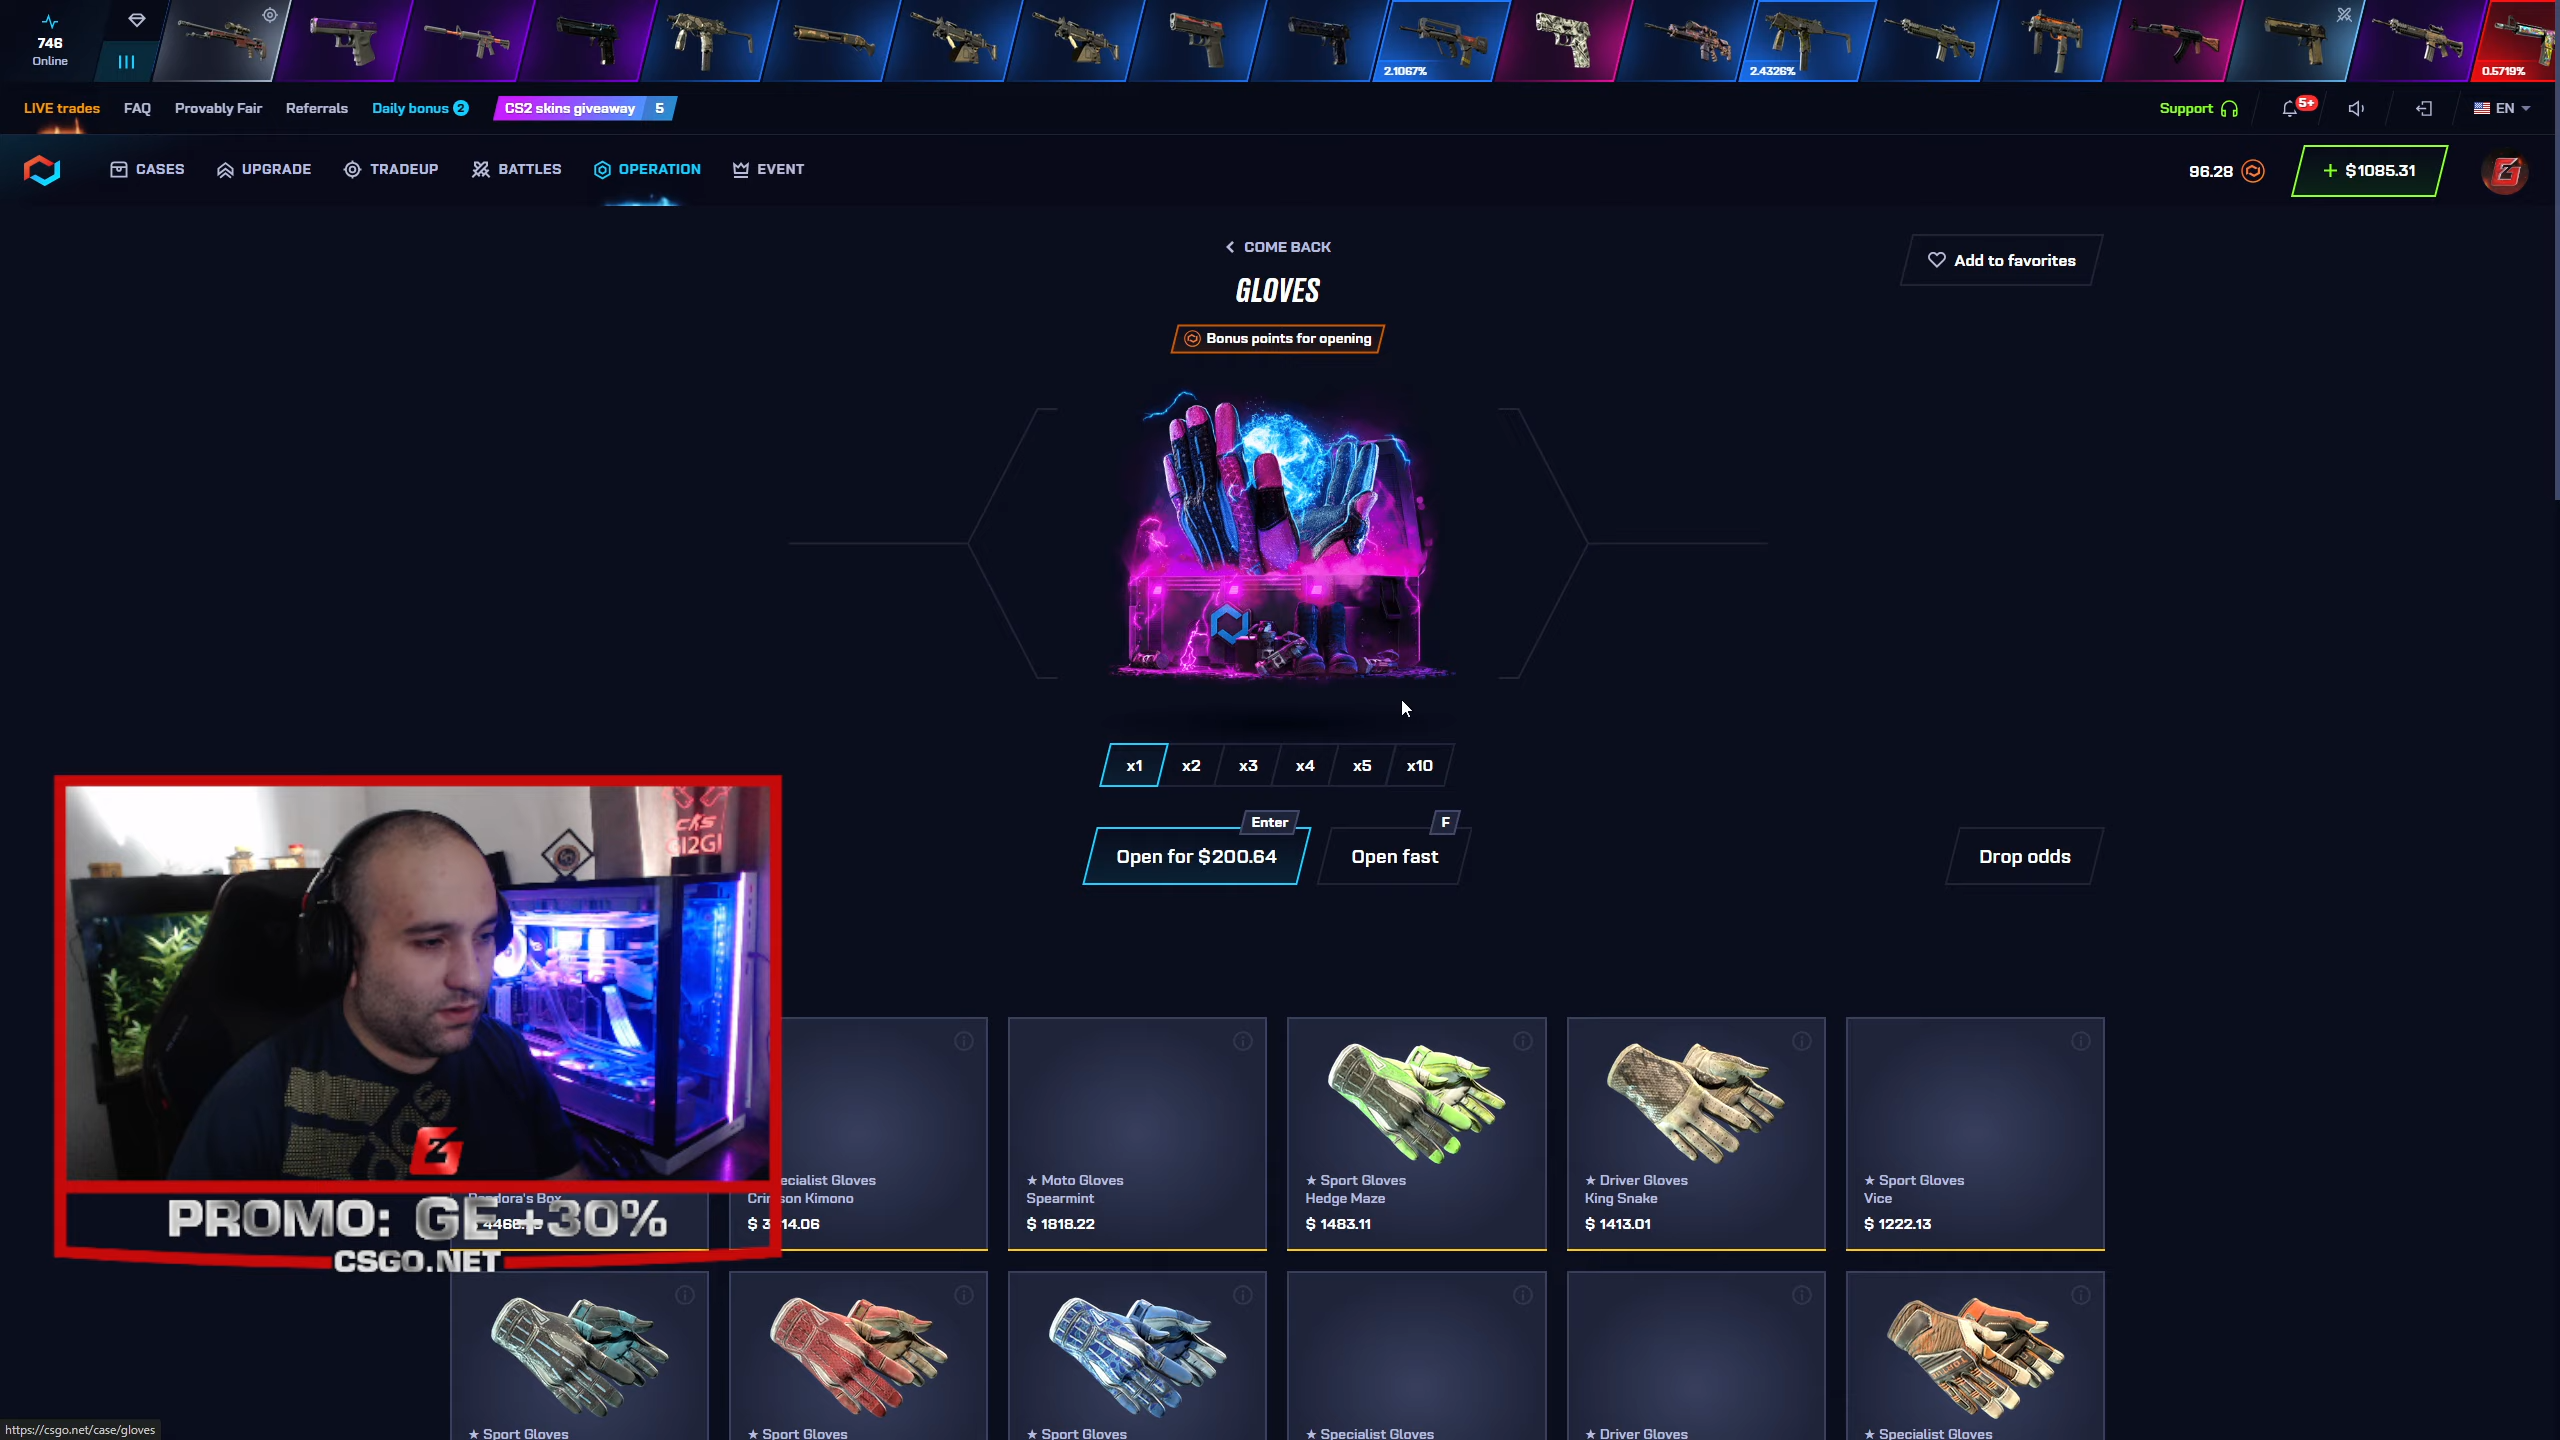 746
Online
2.1067%
2.4326%
0.5719%
LIVE trades FAQ Provably Fair Referrals Daily bonus 2 CS2 skins giveaway 5
Support 5+ EN
CASES UPGRADE TRADEUP BATTLES OPERATION EVENT
96.28 + $1085.31
COME BACK
Add to favorites
GLOVES
Bonus points for opening
x1 x2 x3 x4 x5 x10
Enter F
Open for $200.64 Open fast Drop odds
★ Moto Gloves
Spearmint
$ 1818.22
★ Sport Gloves
Hedge Maze
$ 1483.11
★ Driver Gloves
King Snake
$ 1413.01
★ Sport Gloves
Vice
$ 1222.13
Crimson Kimono
PROMO: GE +30%
CSGO.NET
★ Sport Gloves
★ Sport Gloves
★ Sport Gloves
★ Specialist Gloves
★ Driver Gloves
★ Specialist Gloves
https://csgo.net/case/gloves